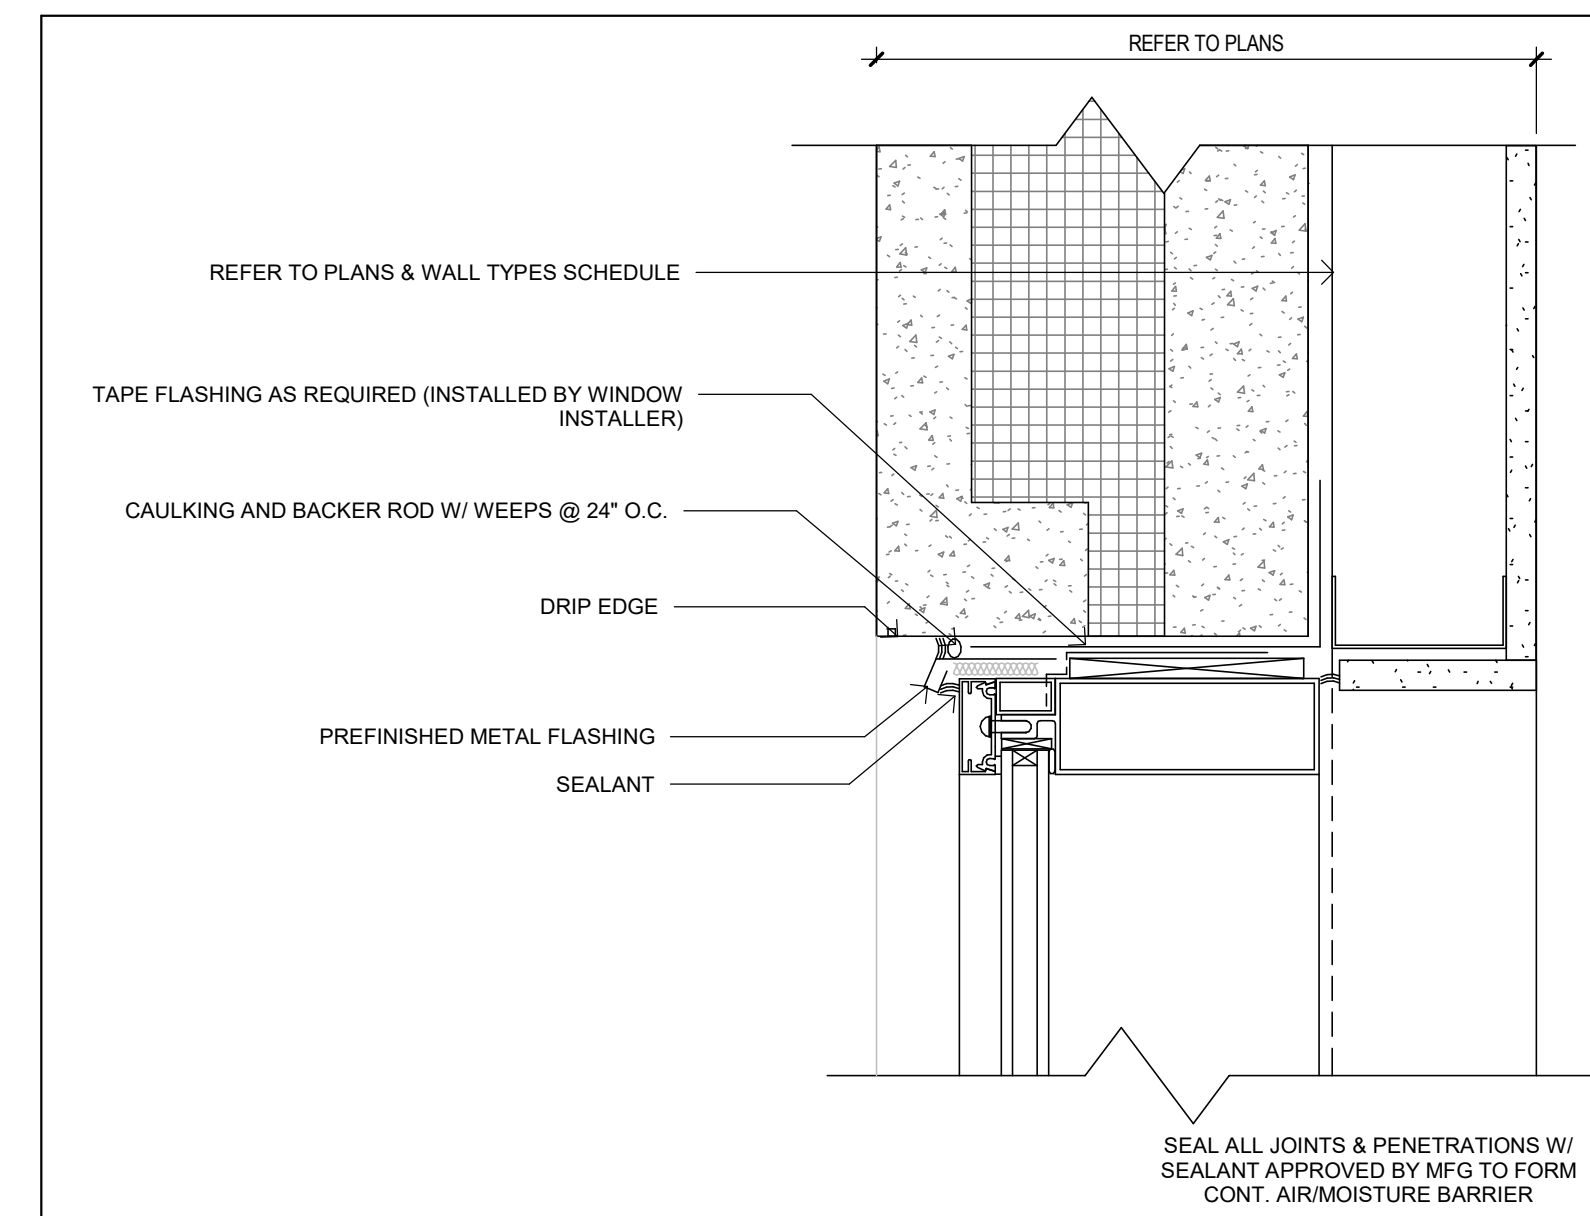 REFER TO PLANS
REFER TO PLANS & WALL TYPES SCHEDULE
TAPE FLASHING AS REQUIRED (INSTALLED BY WINDOW
INSTALLER)
CAULKING AND BACKER ROD W/ WEEPS @ 24" O.C.
DRIP EDGE
PREFINISHED METAL FLASHING
SEALANT
SEAL ALL JOINTS & PENETRATIONS W/
SEALANT APPROVED BY MFG TO FORM
CONT. AIR/MOISTURE BARRIER